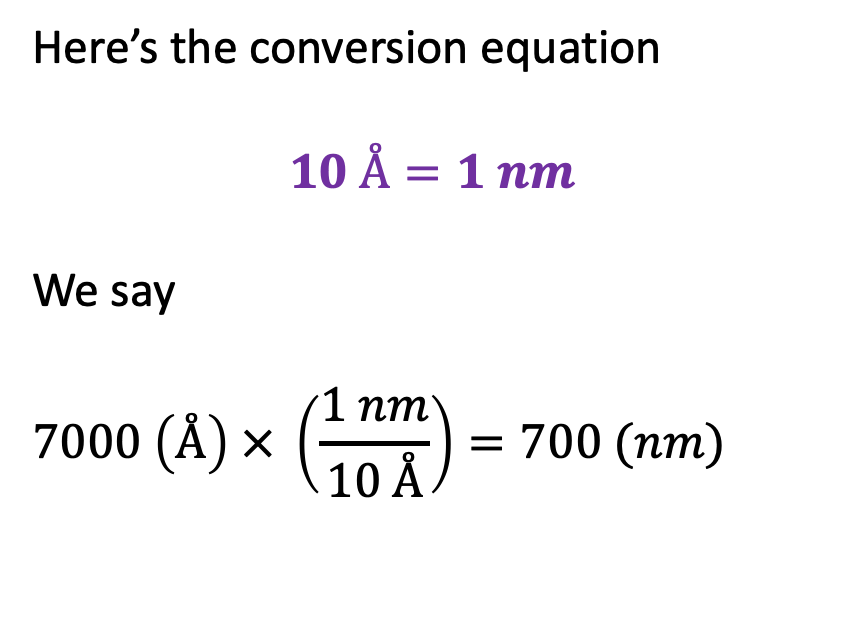 Here’s the conversion equation
10 Å = 1 nm
We say
7000 (Å) × (1 nm / 10 Å) = 700 (nm)